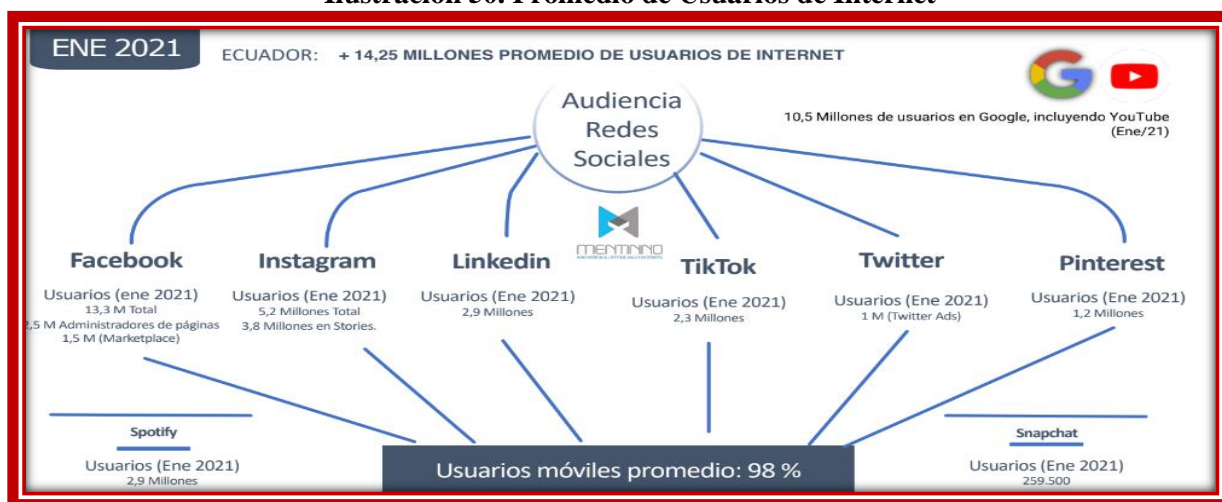 Ilustración 30. Promedio de Usuarios de Internet
ENE 2021
ECUADOR: + 14,25 MILLONES PROMEDIO DE USUARIOS DE INTERNET
10,5 Millones de usuarios en Google, incluyendo YouTube
(Ene/21)
Audiencia
Redes
Sociales
MENTINNO
Facebook
Usuarios (ene 2021)
13,3 M Total
,5 M Administradores de páginas
1,5 M (Marketplace)
Instagram
Usuarios (Ene 2021)
5,2 Millones Total
3,8 Millones en Stories.
Linkedin
Usuarios (Ene 2021)
2,9 Millones
TikTok
Usuarios (Ene 2021)
2,3 Millones
Twitter
Usuarios (Ene 2021)
1 M (Twitter Ads)
Pinterest
Usuarios (Ene 2021)
1,2 Millones
Spotify
Usuarios (Ene 2021)
2,9 Millones
Usuarios móviles promedio: 98 %
Snapchat
Usuarios (Ene 2021)
259.500